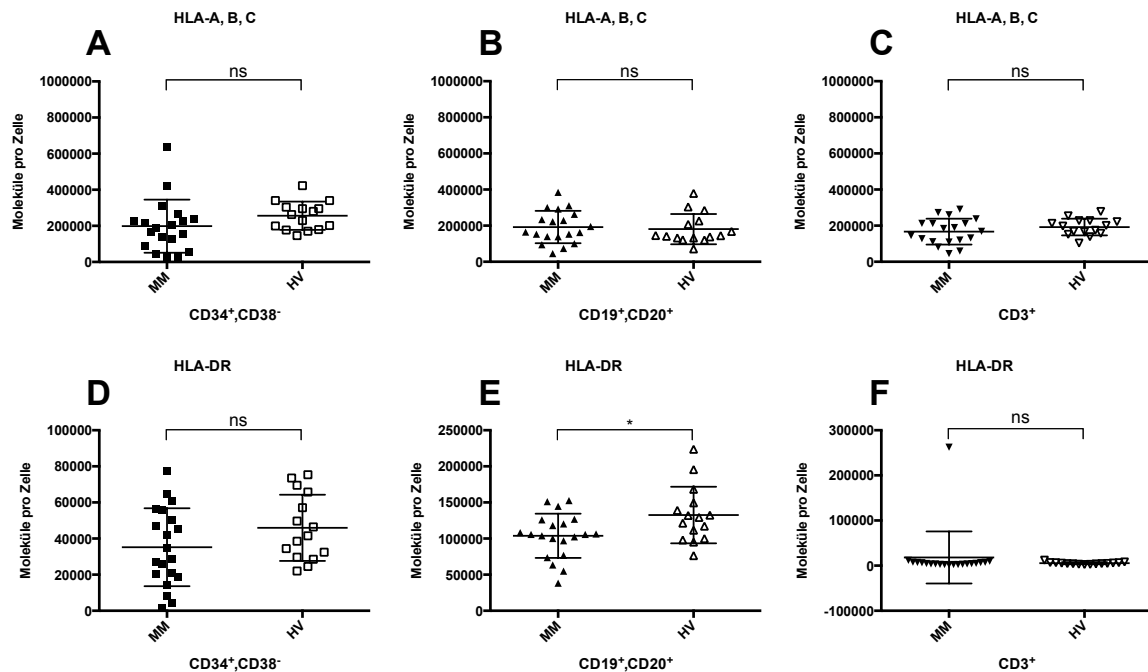 HLA-A, B, C
A
ns
Moleküle pro Zelle
1000000
800000
600000
400000
200000
0
MM
HV
CD34+,CD38-
HLA-A, B, C
B
ns
Moleküle pro Zelle
1000000
800000
600000
400000
200000
0
MM
HV
CD19+,CD20+
HLA-A, B, C
C
ns
Moleküle pro Zelle
1000000
800000
600000
400000
200000
0
MM
HV
CD3+
HLA-DR
D
ns
Moleküle pro Zelle
100000
80000
60000
40000
20000
0
MM
HV
CD34+,CD38-
HLA-DR
E
*
Moleküle pro Zelle
250000
200000
150000
100000
50000
0
MM
HV
CD19+,CD20+
HLA-DR
F
ns
Moleküle pro Zelle
300000
200000
100000
0
-100000
MM
HV
CD3+